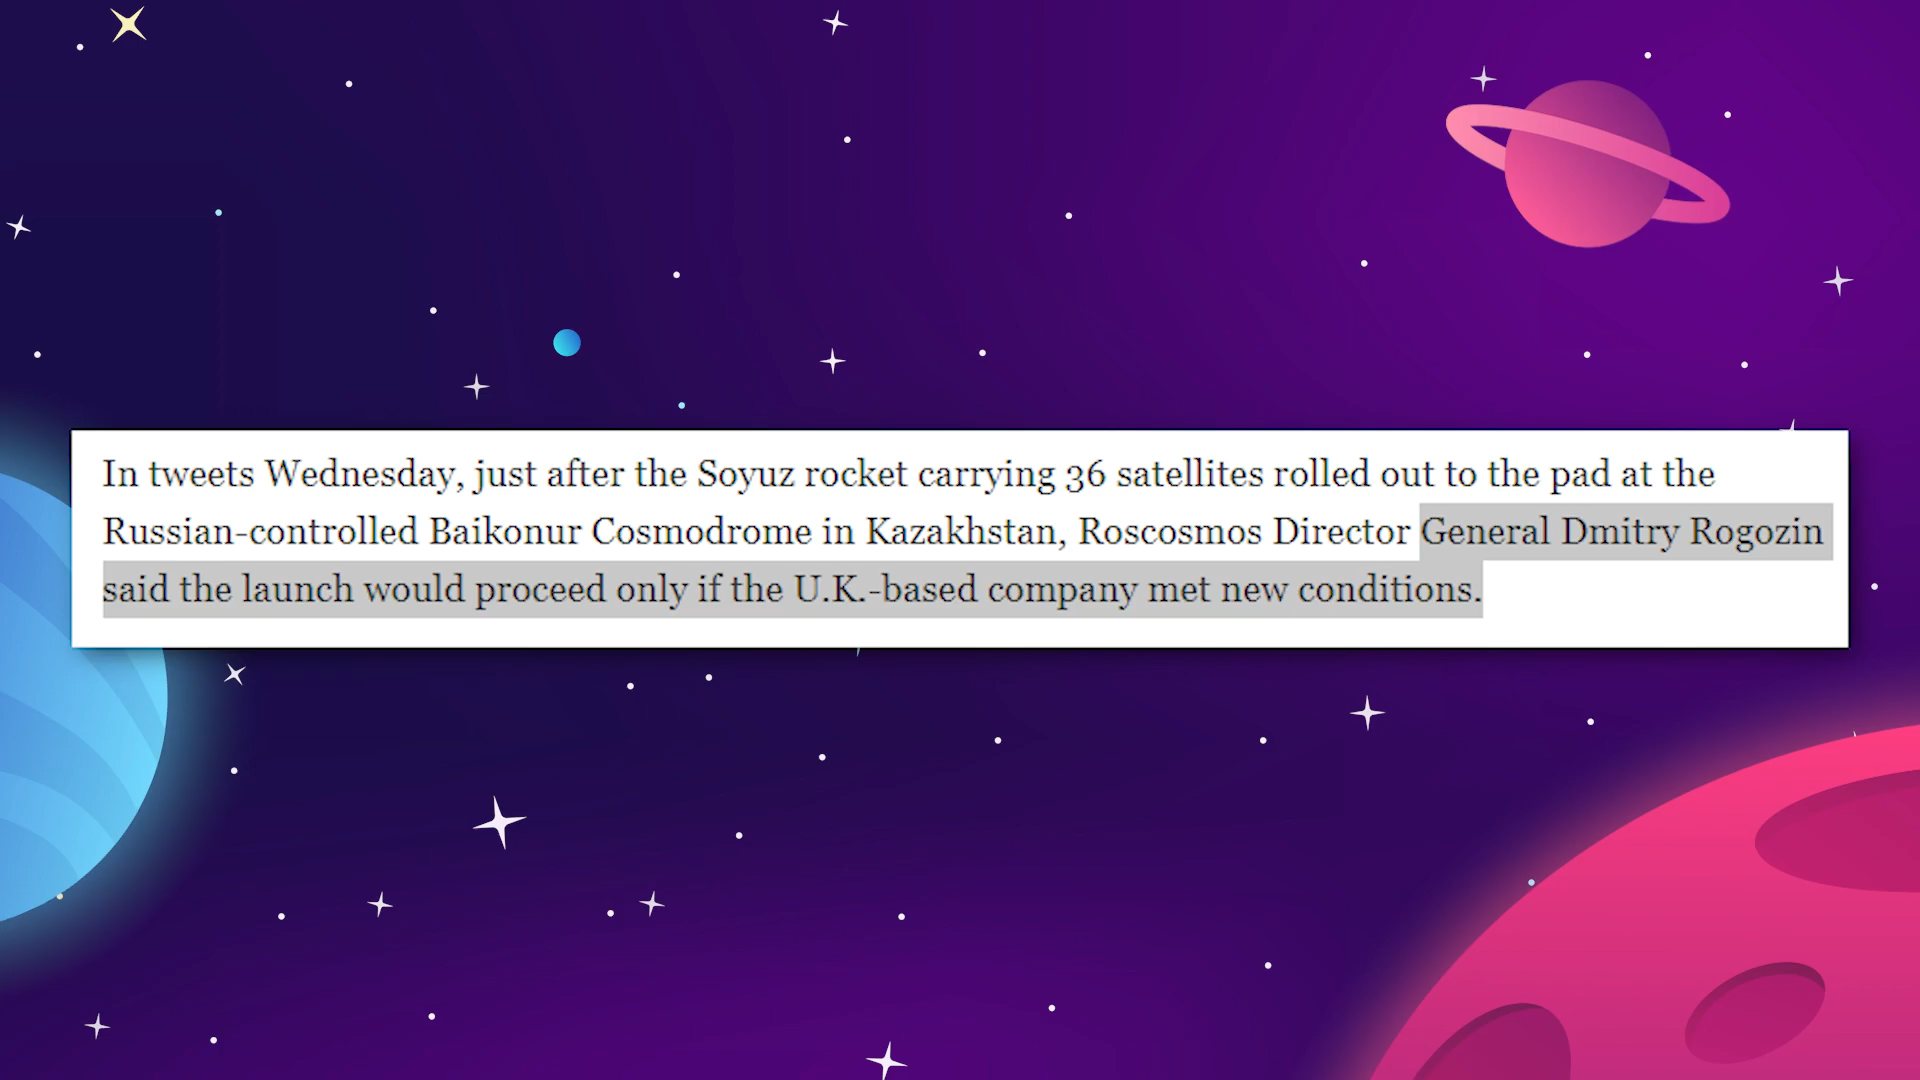 In tweets Wednesday, just after the Soyuz rocket carrying 36 satellites rolled out to the pad at the
Russian-controlled Baikonur Cosmodrome in Kazakhstan, Roscosmos Director General Dmitry Rogozin
said the launch would proceed only if the U.K.-based company met new conditions.